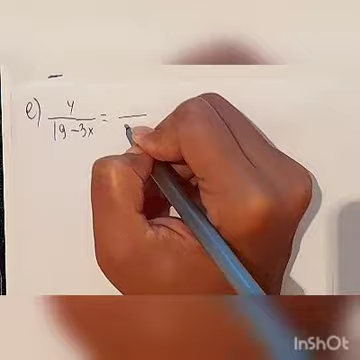 e) 4/(19-3x) =
InShOt